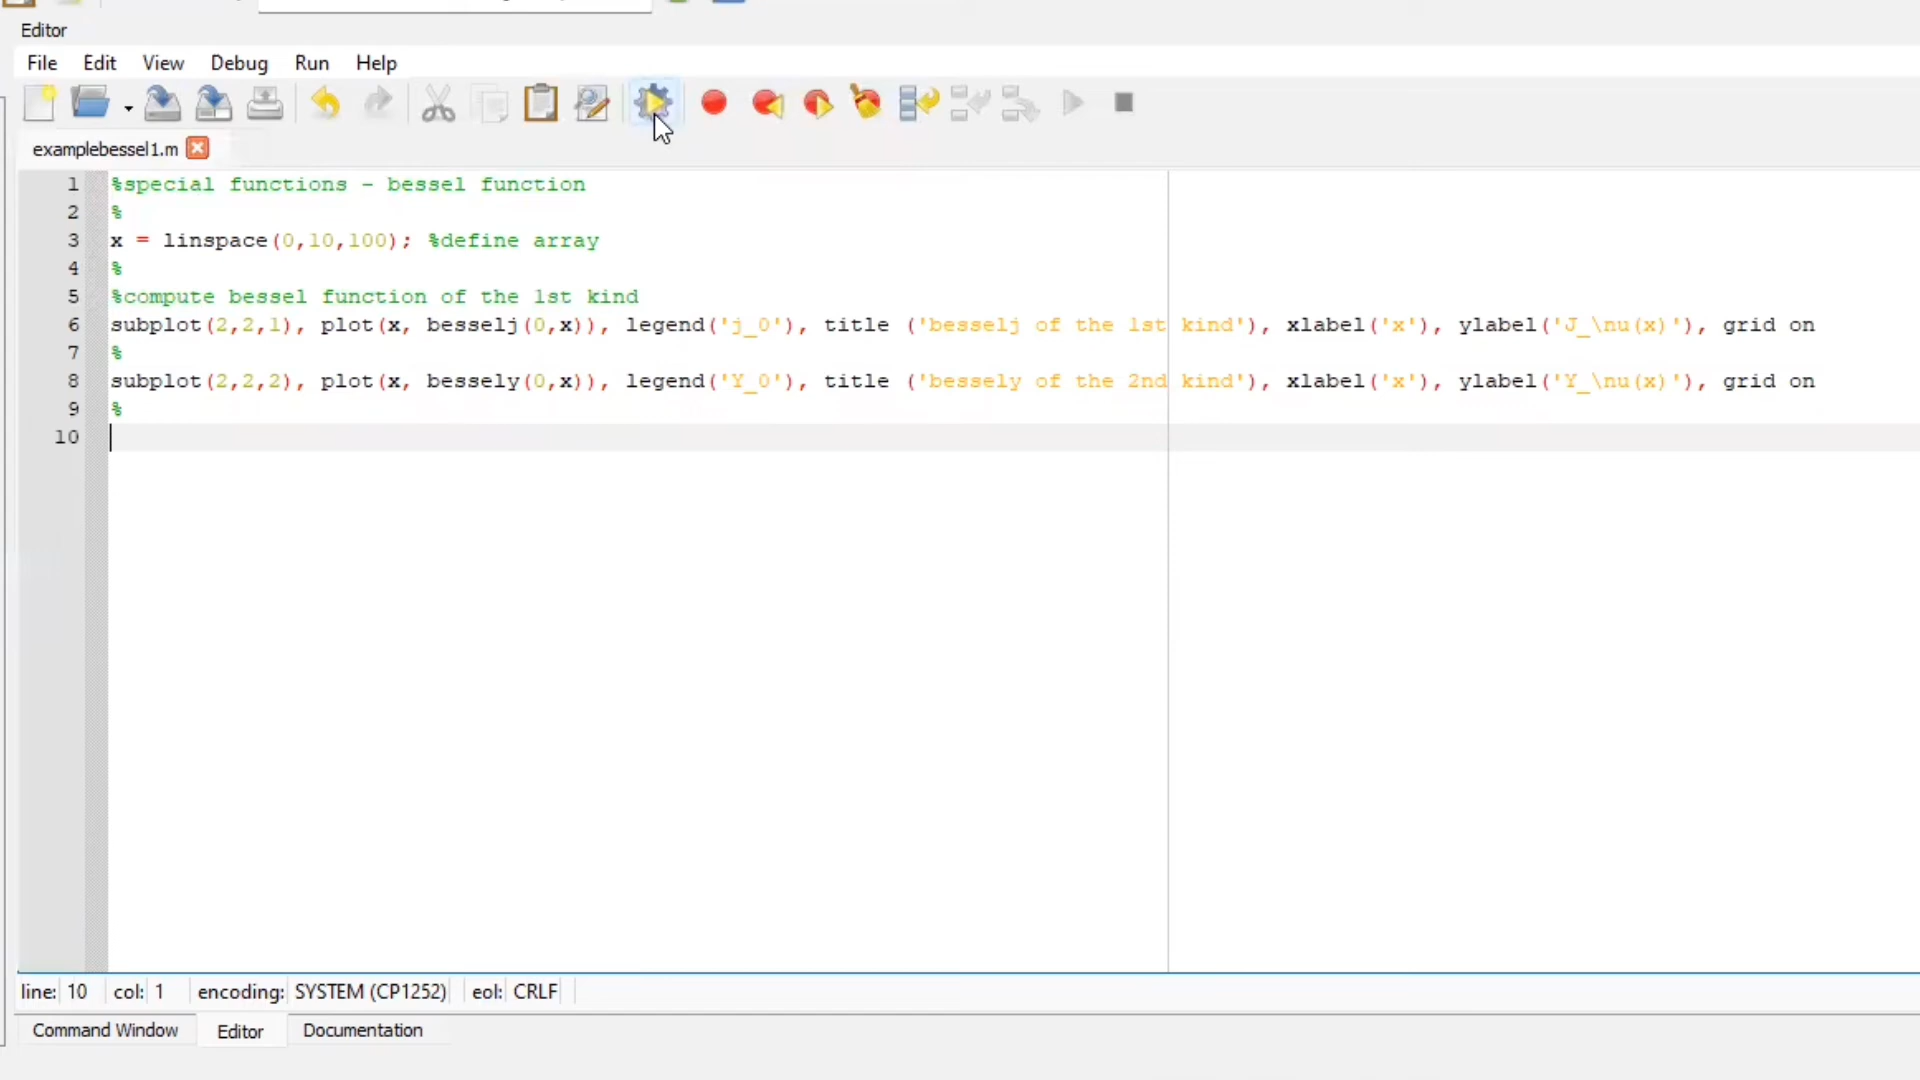 Editor
File Edit View Debug Run Help
examplebessel1.m
1 %special functions - bessel function
2 %
3 x = linspace(0,10,100); %define array
4 %
5 %compute bessel function of the 1st kind
6 subplot(2,2,1), plot(x, besselj(0,x)), legend('j_0'), title ('besselj of the 1st kind'), xlabel('x'), ylabel('J_\nu(x)'), grid on
7 %
8 subplot(2,2,2), plot(x, bessely(0,x)), legend('Y_0'), title ('bessely of the 2nd kind'), xlabel('x'), ylabel('Y_\nu(x)'), grid on
9 %
10
line: 10 col: 1 encoding: SYSTEM (CP1252) eol: CRLF
Command Window Editor Documentation